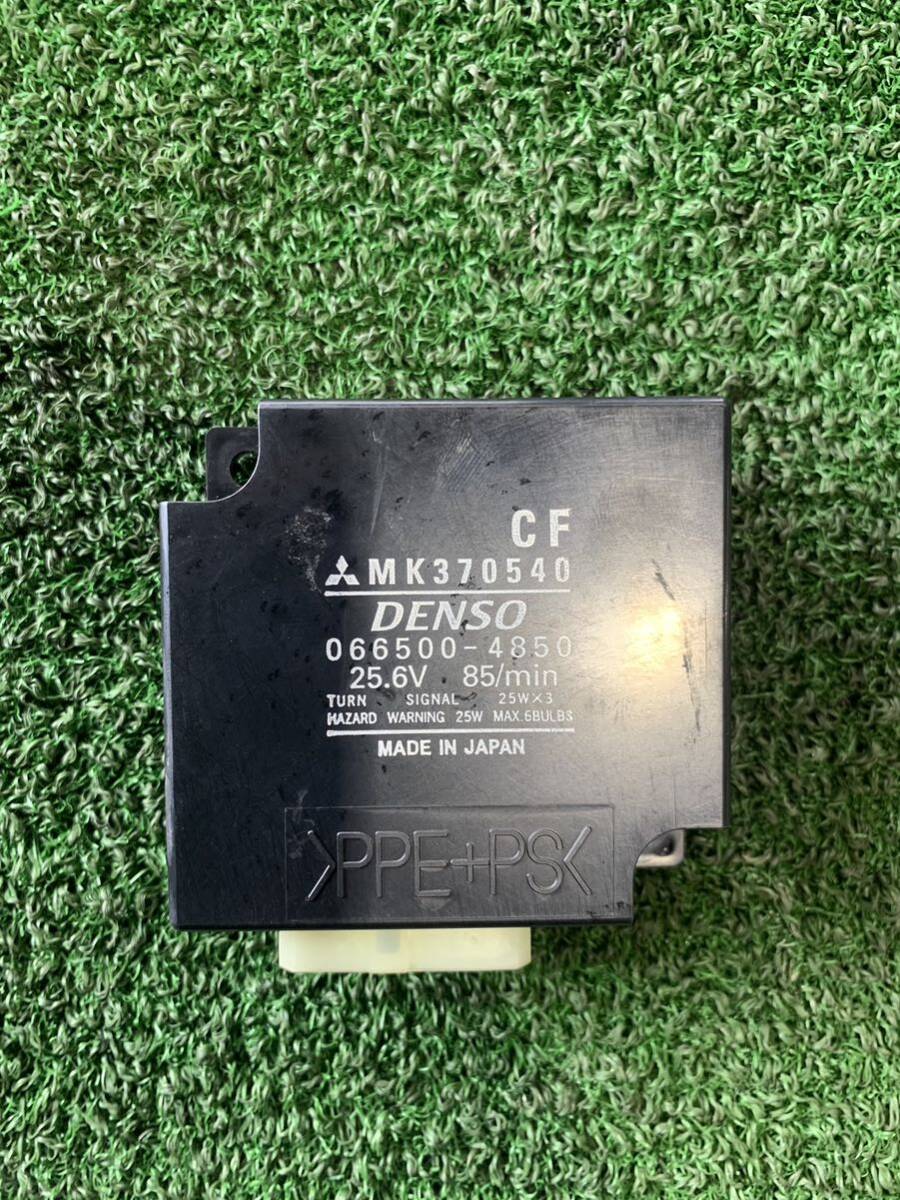 CF
MK370540
DENSO
066500-4850
25.6V 85/min
TURN SIGNAL 25W×3
HAZARD WARNING 25W MAX.6BULBS
MADE IN JAPAN
>PPE+PS<